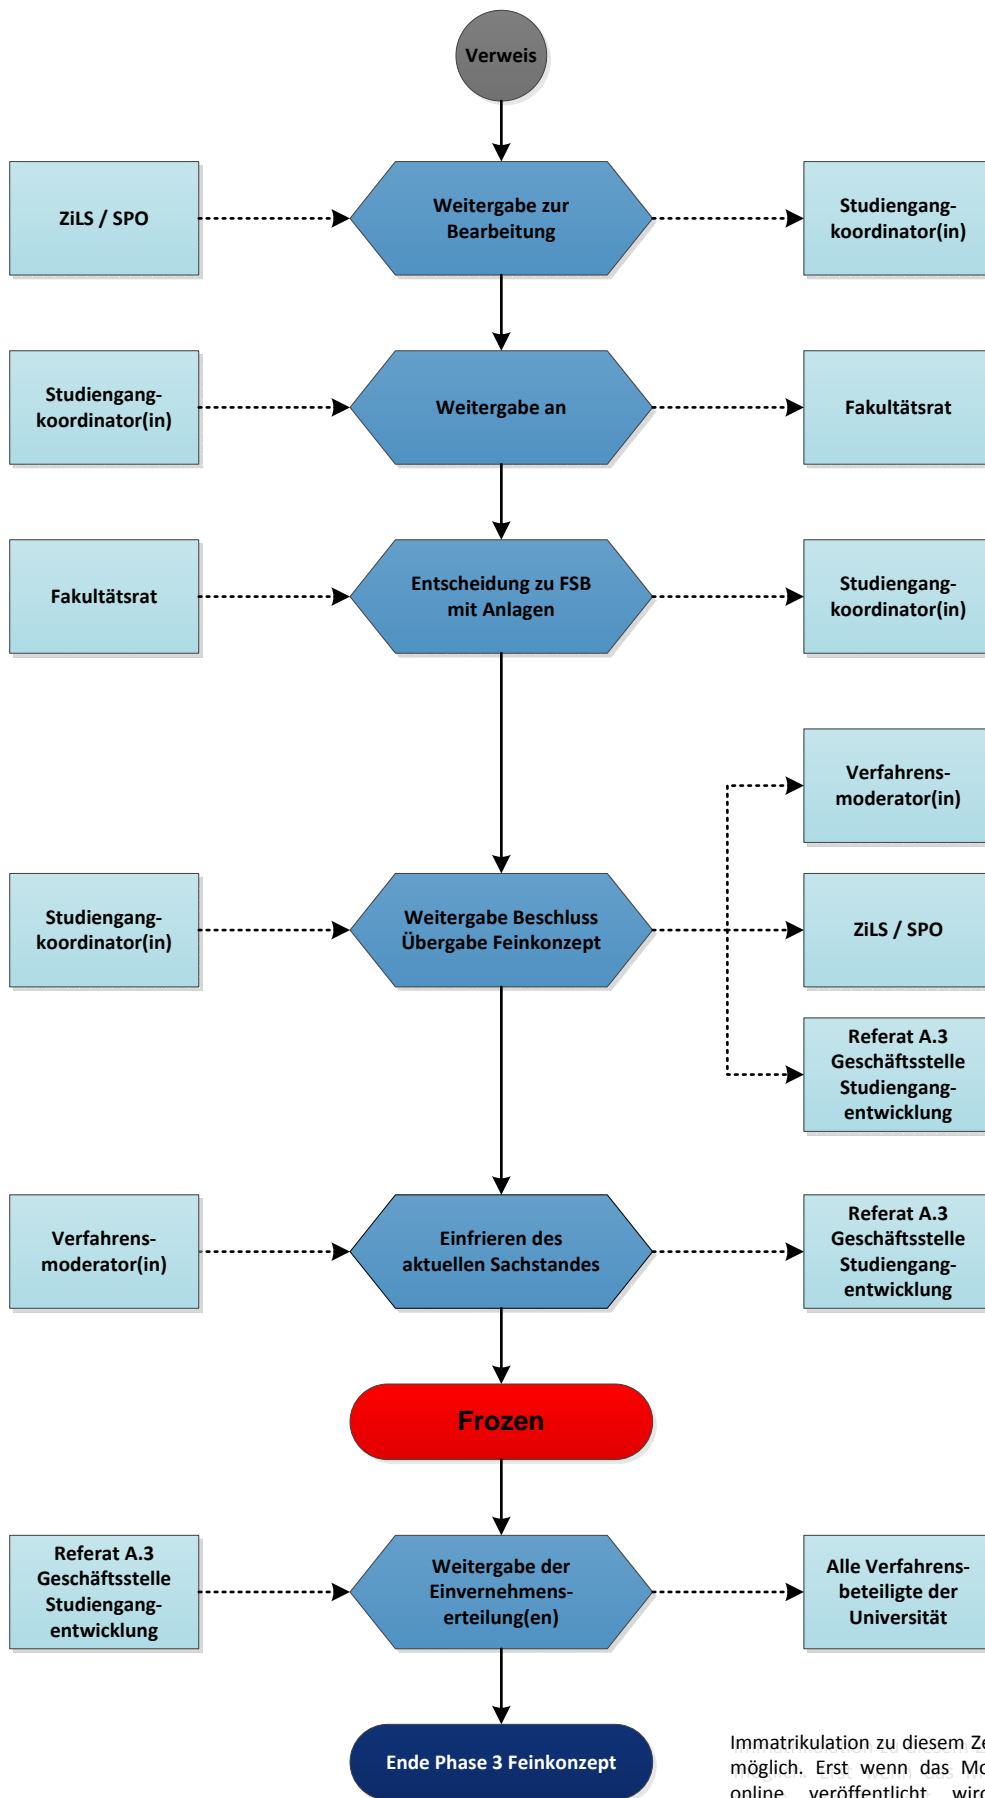 Verweis
ZiLS / SPO
Weitergabe zur
Bearbeitung
Studiengang-
koordinator(in)
Studiengang-
koordinator(in)
Weitergabe an
Fakultätsrat
Fakultätsrat
Entscheidung zu FSB
mit Anlagen
Studiengang-
koordinator(in)
Verfahrens-
moderator(in)
Studiengang-
koordinator(in)
Weitergabe Beschluss
Übergabe Feinkonzept
ZiLS / SPO
Referat A.3
Geschäftsstelle
Studiengang-
entwicklung
Verfahrens-
moderator(in)
Einfrieren des
aktuellen Sachstandes
Referat A.3
Geschäftsstelle
Studiengang-
entwicklung
Frozen
Referat A.3
Geschäftsstelle
Studiengang-
entwicklung
Weitergabe der
Einvernehmens-
erteilung(en)
Alle Verfahrens-
beteiligte der
Universität
Ende Phase 3 Feinkonzept
Immatrikulation zu diesem
möglich. Erst wenn das
online veröffentlicht